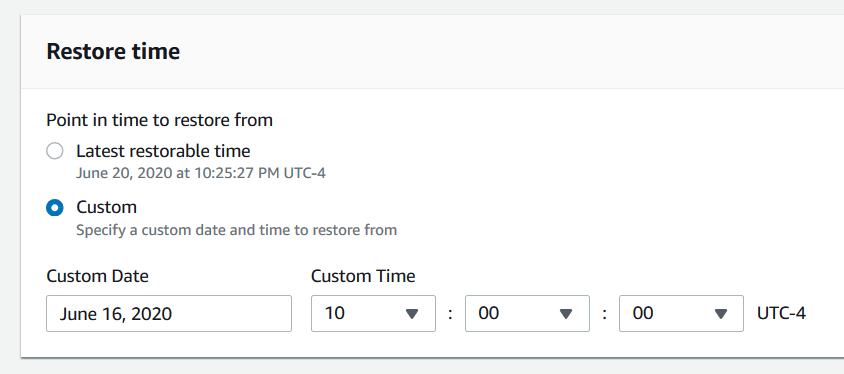 Restore time
Point in time to restore from
Latest restorable time
June 20, 2020 at 10:25:27 PM UTC-4
Custom
Specify a custom date and time to restore from
Custom Date
Custom Time
June 16, 2020
10 : 00 : 00 UTC-4